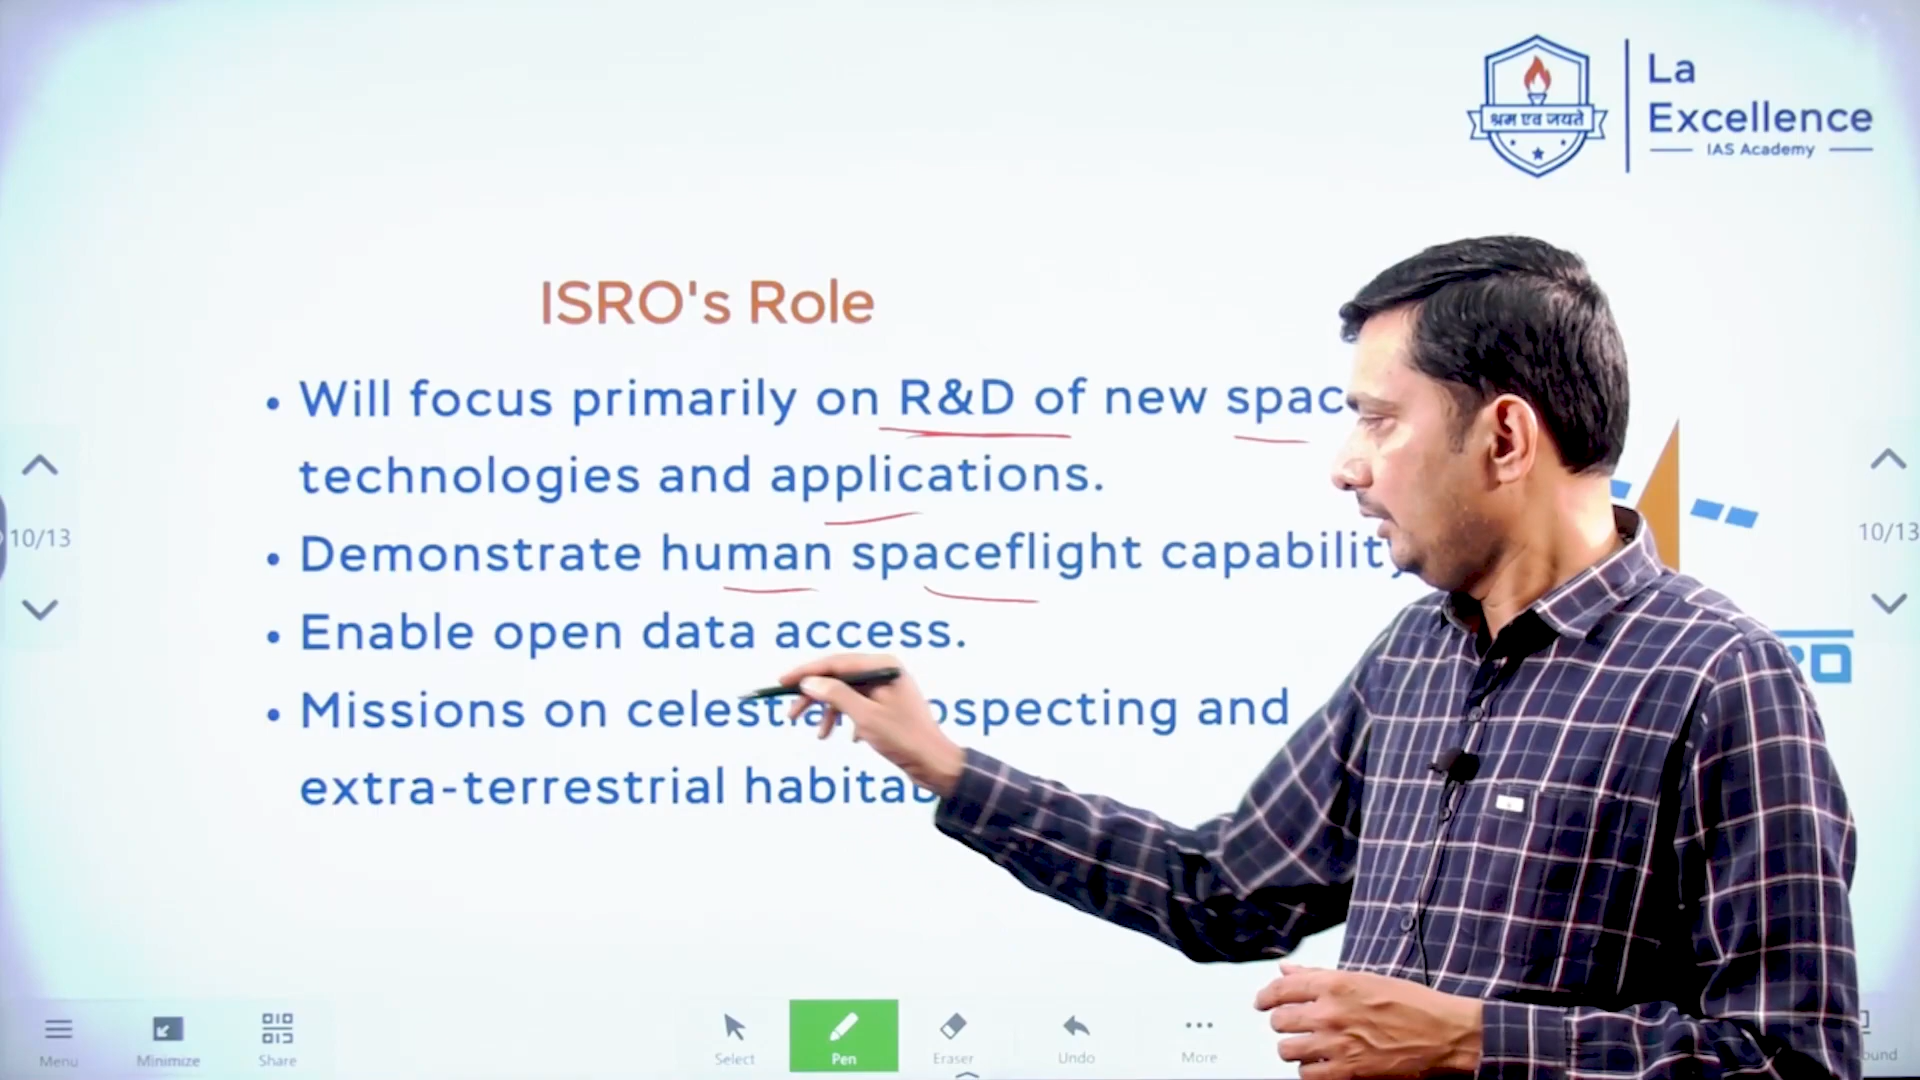 La
Excellence
IAS Academy
श्रम एव जयते
ISRO's Role
• Will focus primarily on R&D of new
technologies and applications.
• Demonstrate human spaceflight
• Enable open data access.
• Missions on and
extra-terrestrial
10/13
10/13
Menu
Minimize
Share
Select
Pen
Eraser
Undo
More